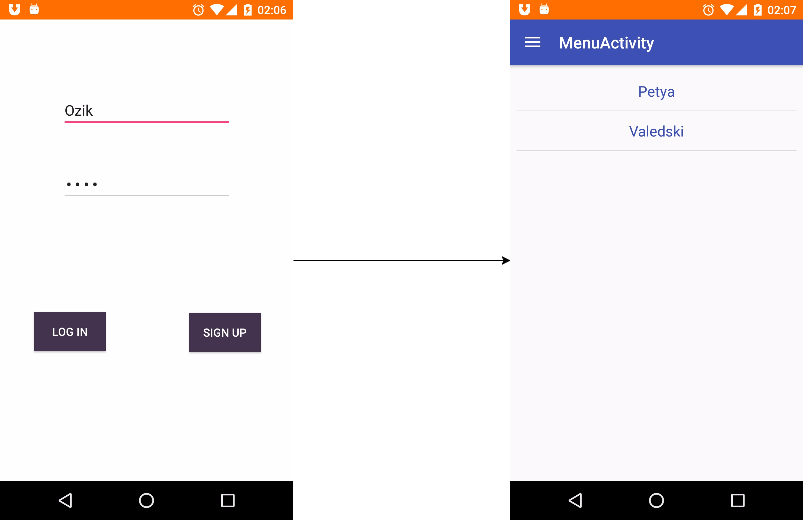 02:06
Ozik
••••
LOG IN
SIGN UP
02:07
MenuActivity
Petya
Valedski